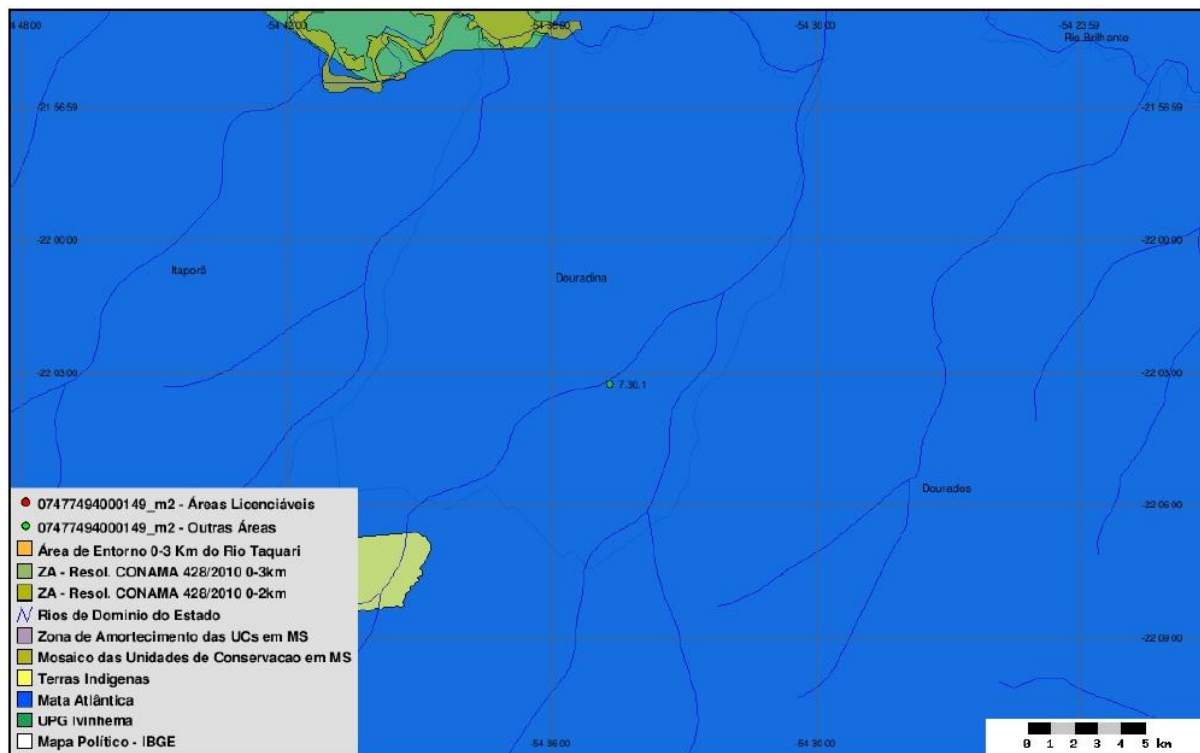 4 48 00
-54 42 00
-54 36 00
-54 30 00
-54 23 59
Rio Brilhante
-21 56 59
-21 56 59
-22 00 00
-22 00 00
Itaporã
Douradina
-22 03 00
-22 03 00
7.30.1
Dourados
-22 06 00
-22 09 00
07477494000149_m2 - Áreas Licenciáveis
07477494000149_m2 - Outras Áreas
Área de Entorno 0-3 Km do Rio Taquari
ZA - Resol. CONAMA 428/2010 0-3km
ZA - Resol. CONAMA 428/2010 0-2km
Rios de Dominio do Estado
Zona de Amortecimento das UCs em MS
Mosaico das Unidades de Conservacao em MS
Terras Indigenas
Mata Atlântica
UPG Ivinhema
Mapa Político - IBGE
-54 36 00
-54 30 00
0 1 2 3 4 5 km